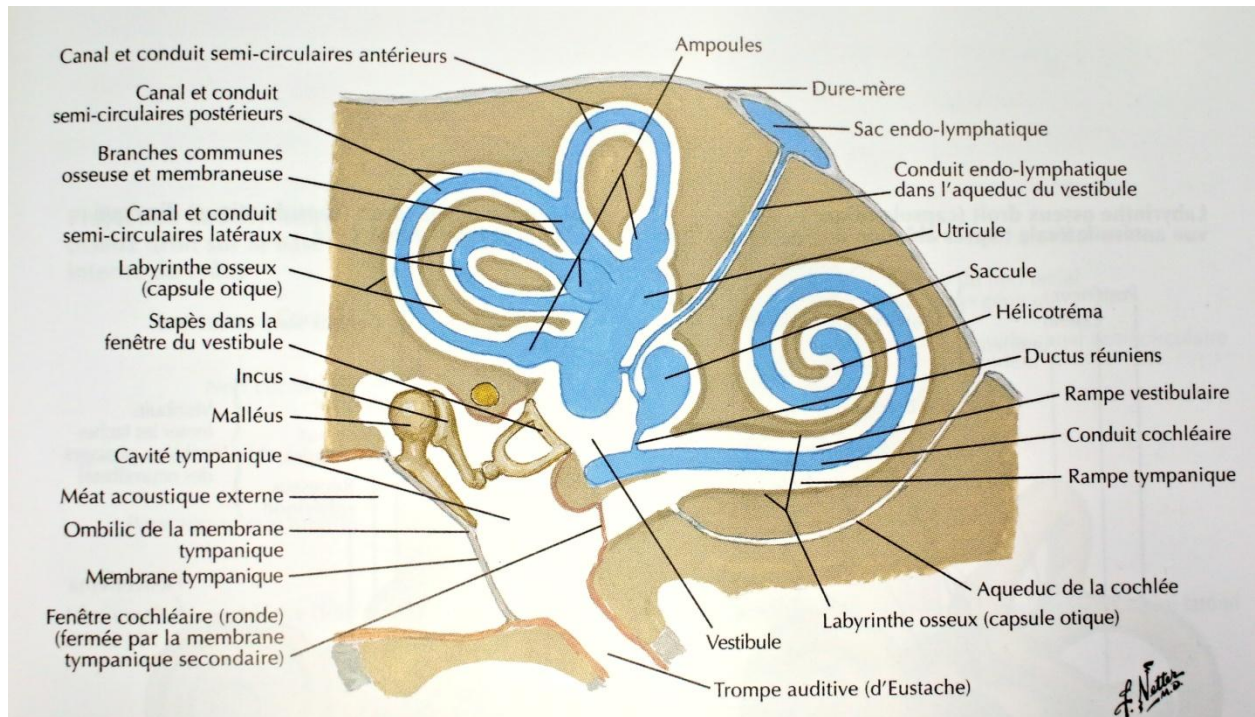 Canal et conduit semi-circulaires antérieurs
Canal et conduit
semi-circulaires postérieurs
Branches communes
osseuse et membraneuse
Canal et conduit
semi-circulaires latéraux
Labyrinthe osseux
(capsule otique)
Stapès dans la
fenêtre du vestibule
Incus
Malléus
Cavité tympanique
Méat acoustique externe
Ombilic de la membrane
tympanique
Membrane tympanique
Fenêtre cochléaire (ronde)
(fermée par la membrane
tympanique secondaire)
Ampoules
Dure-mère
Sac endo-lymphatique
Conduit endo-lymphatique
dans l'aqueduc du vestibule
Utricule
Saccule
Hélicotréma
Ductus réuniens
Rampe vestibulaire
Conduit cochléaire
Rampe tympanique
Aqueduc de la cochlée
Labyrinthe osseux (capsule otique)
Vestibule
Trompe auditive (d'Eustache)
F. Netter
M.D.